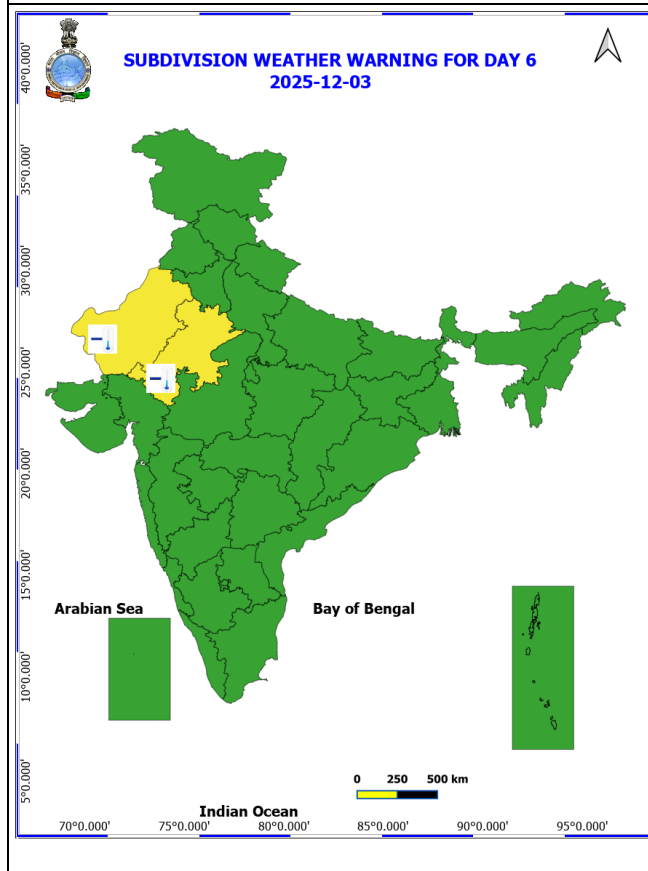 SUBDIVISION WEATHER WARNING FOR DAY 6
2025-12-03
40°0.000'
35°0.000'
30°0.000'
25°0.000'
20°0.000'
15°0.000'
10°0.000'
5°0.000'
Arabian Sea
Bay of Bengal
0 250 500 km
Indian Ocean
70°0.000' 75°0.000' 80°0.000' 85°0.000' 90°0.000' 95°0.000'